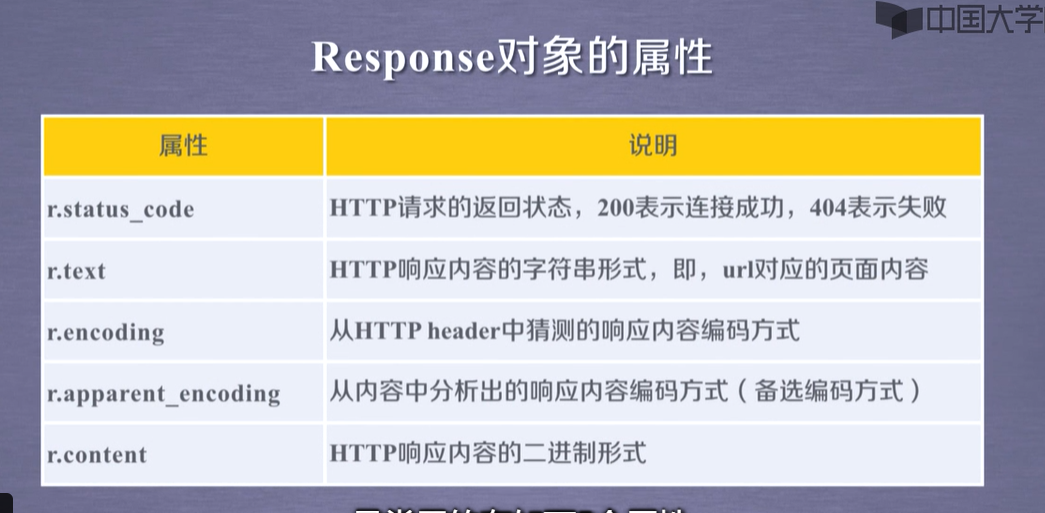 中国大学
Response对象的属性
属性 说明
r.status_code HTTP请求的返回状态，200表示连接成功，404表示失败
r.text HTTP响应内容的字符串形式，即，url对应的页面内容
r.encoding 从HTTP header中猜测的响应内容编码方式
r.apparent_encoding 从内容中分析出的响应内容编码方式（备选编码方式）
r.content HTTP响应内容的二进制形式